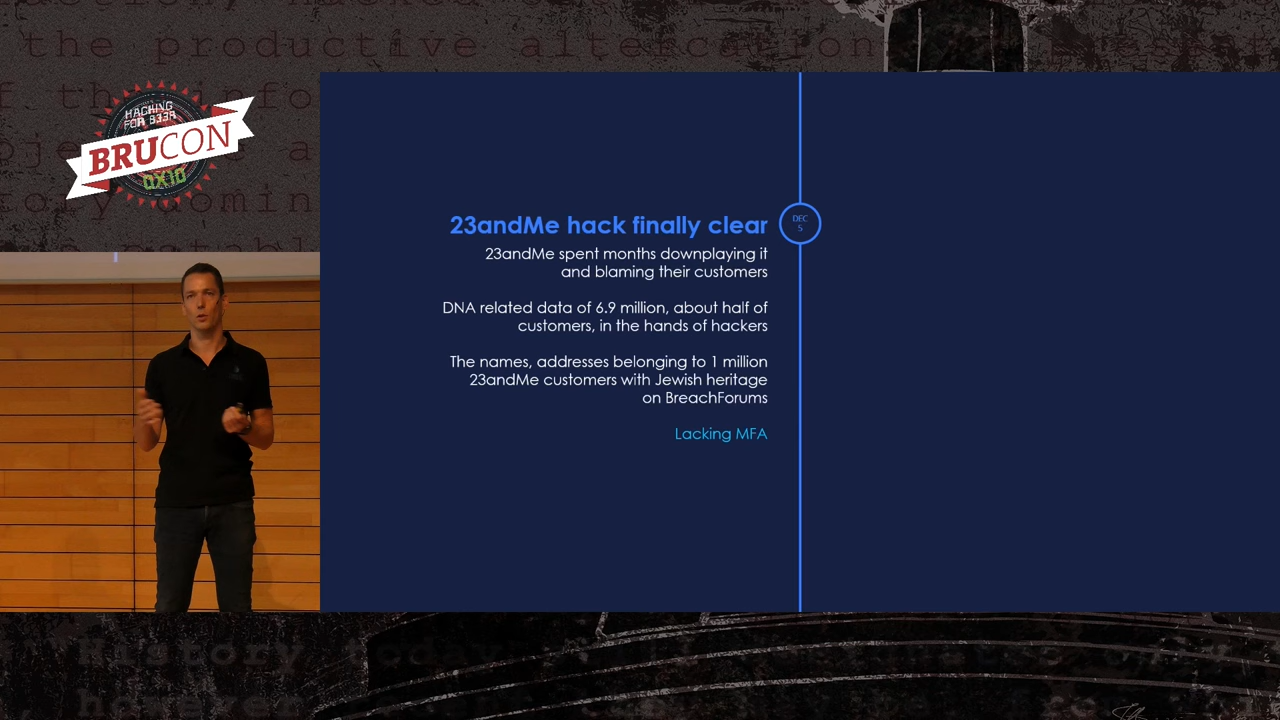 the productive altercation
HACKING
FOR B33R
BRUCON
0X10
23andMe hack finally clear
DEC
5
23andMe spent months downplaying it
and blaming their customers
DNA related data of 6.9 million, about half of
customers, in the hands of hackers
The names, addresses belonging to 1 million
23andMe customers with Jewish heritage
on BreachForums
Lacking MFA
History today
however